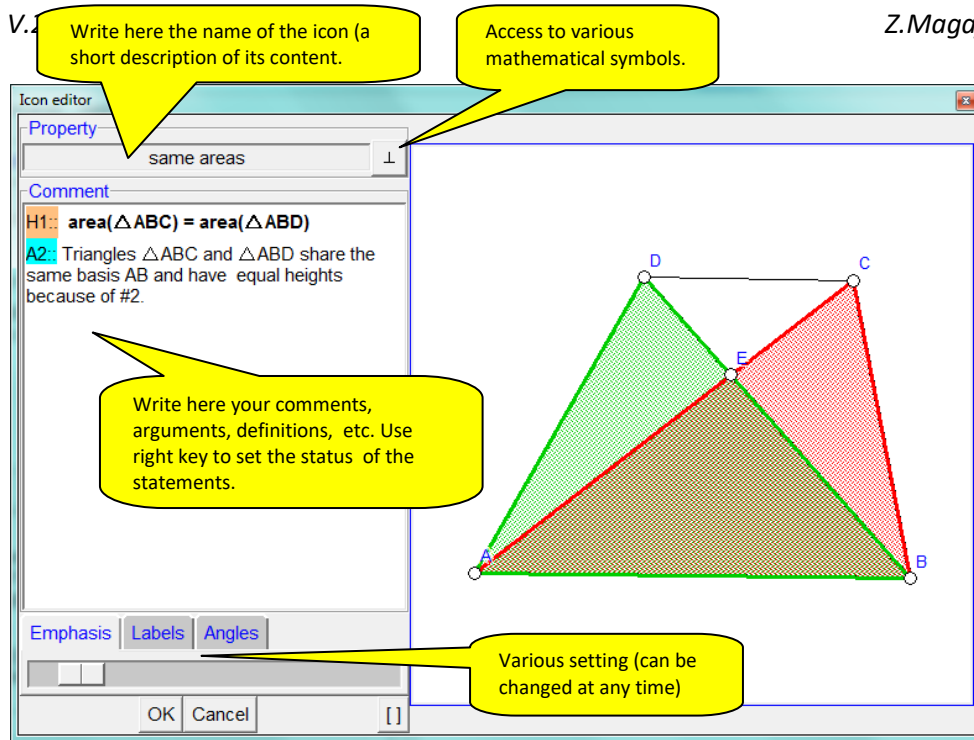 Write here the name of the icon (a
short description of its content.
Access to various
mathematical symbols.
Icon editor
Property
same areas
⊥
Comment
H1:: area(△ABC) = area(△ABD)
A2:: Triangles △ABC and △ABD share the
same basis AB and have equal heights
because of #2.
Write here your comments,
arguments, definitions, etc. Use
right key to set the status of the
statements.
D
C
E
A
B
Emphasis Labels Angles
Various setting (can be
changed at any time)
OK Cancel [ ]